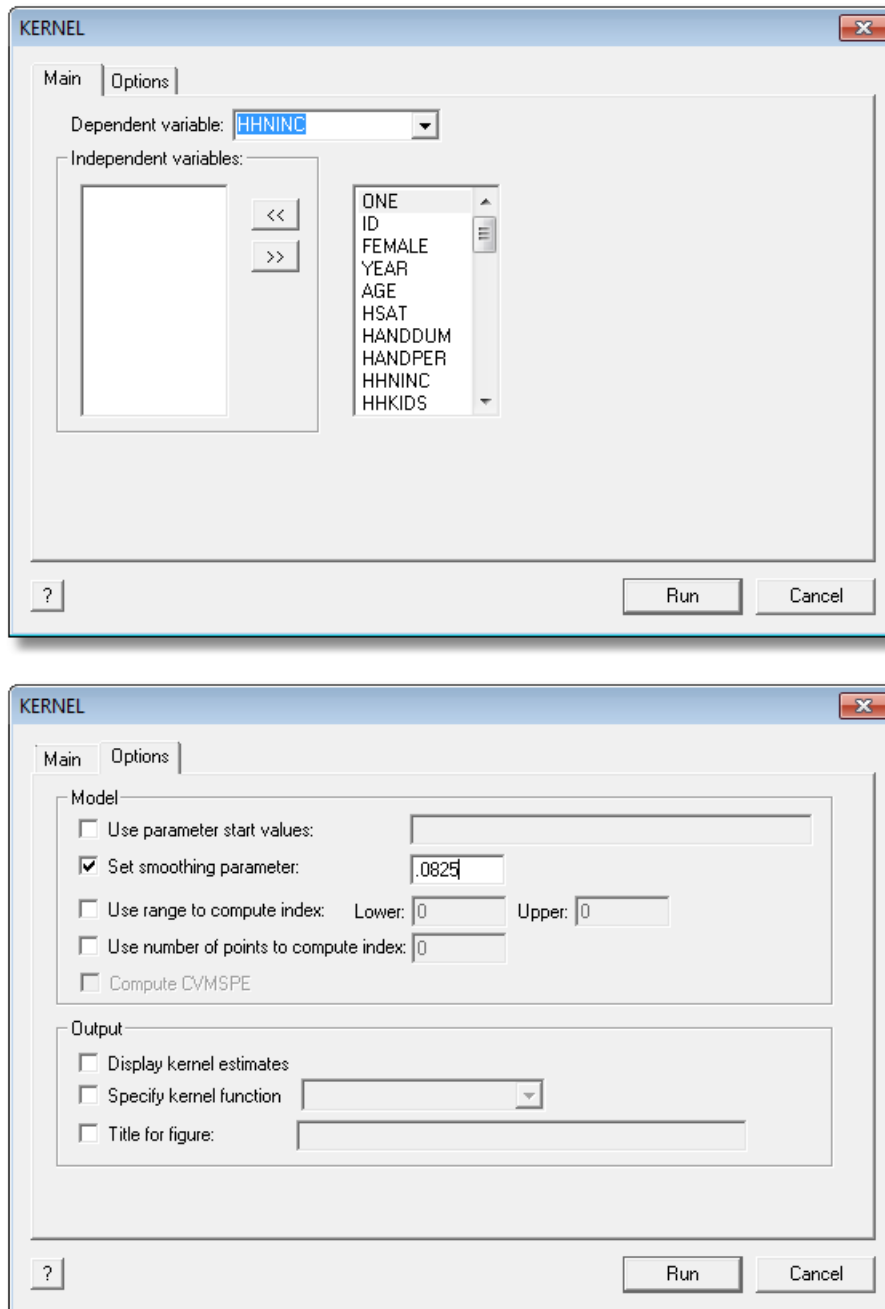 KERNEL
Main Options
Dependent variable: HHNINC
Independent variables:
<<
>>
ONE
ID
FEMALE
YEAR
AGE
HSAT
HANDDUM
HANDPER
HHNINC
HHKIDS
? Run Cancel
KERNEL
Main Options
Model
Use parameter start values:
Set smoothing parameter: .0825
Use range to compute index: Lower: 0 Upper: 0
Use number of points to compute index: 0
Compute CVMSPE
Output
Display kernel estimates
Specify kernel function
Title for figure:
? Run Cancel